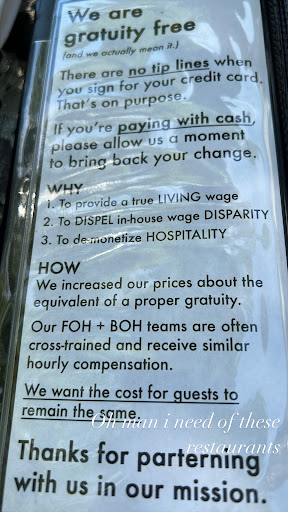 We are
gratuity free
(and we actually mean it.)
There are no tip lines when
you sign for your credit card.
That's on purpose.
If you're paying with cash,
please allow us a moment
to bring back your change.
WHY
1. To provide a true LIVING wage
2. To DISPEL in-house wage DISPARITY
3. To de-monetize HOSPITALITY
HOW
We increased our prices about the
equivalent of a proper gratuity.
Our FOH + BOH teams are often
cross-trained and receive similar
hourly compensation.
We want the cost for guests to
remain the same.
Oh man i need of these
restaurants
Thanks for parterning
with us in our mission.